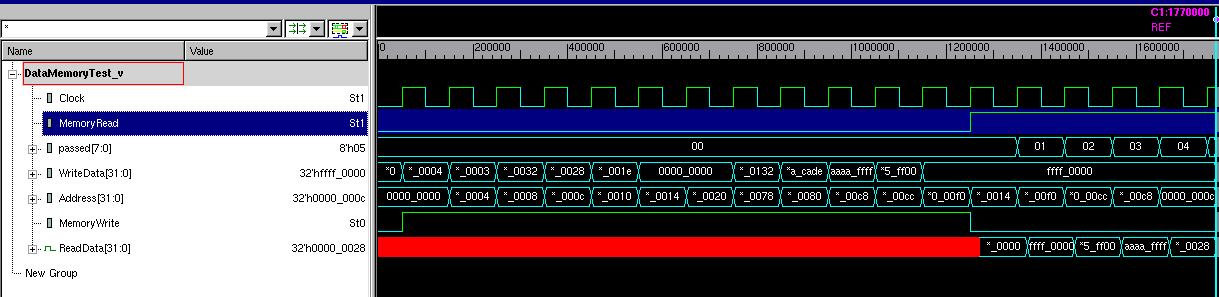 C1:1770000
*
REF
Name Value
0 200000 400000 600000 800000 1000000 1200000 1400000 1600000
DataMemoryTest_v
Clock St1
MemoryRead St1
passed[7:0] 8'h05 00 01 02 03 04
WriteData[31:0] 32'hffff_0000 *0 *_0004 *_0003 *_0032 *_0028 *_001e 0000_0000 *_0132 *a_cade aaaa_ffff *5_ff00 ffff_0000
Address[31:0] 32'h0000_000c 0000_0000 *_0004 *_0008 *_000c *_0010 *_0014 *_0020 *_0078 *_0080 *_00c8 *_00cc *0_00f0 *_0014 *_00f0 *0_00cc *_00c8 0000_000c
MemoryWrite St0
ReadData[31:0] 32'h0000_0028 *_0000 ffff_0000 *5_ff00 aaaa_ffff *_0028
New Group